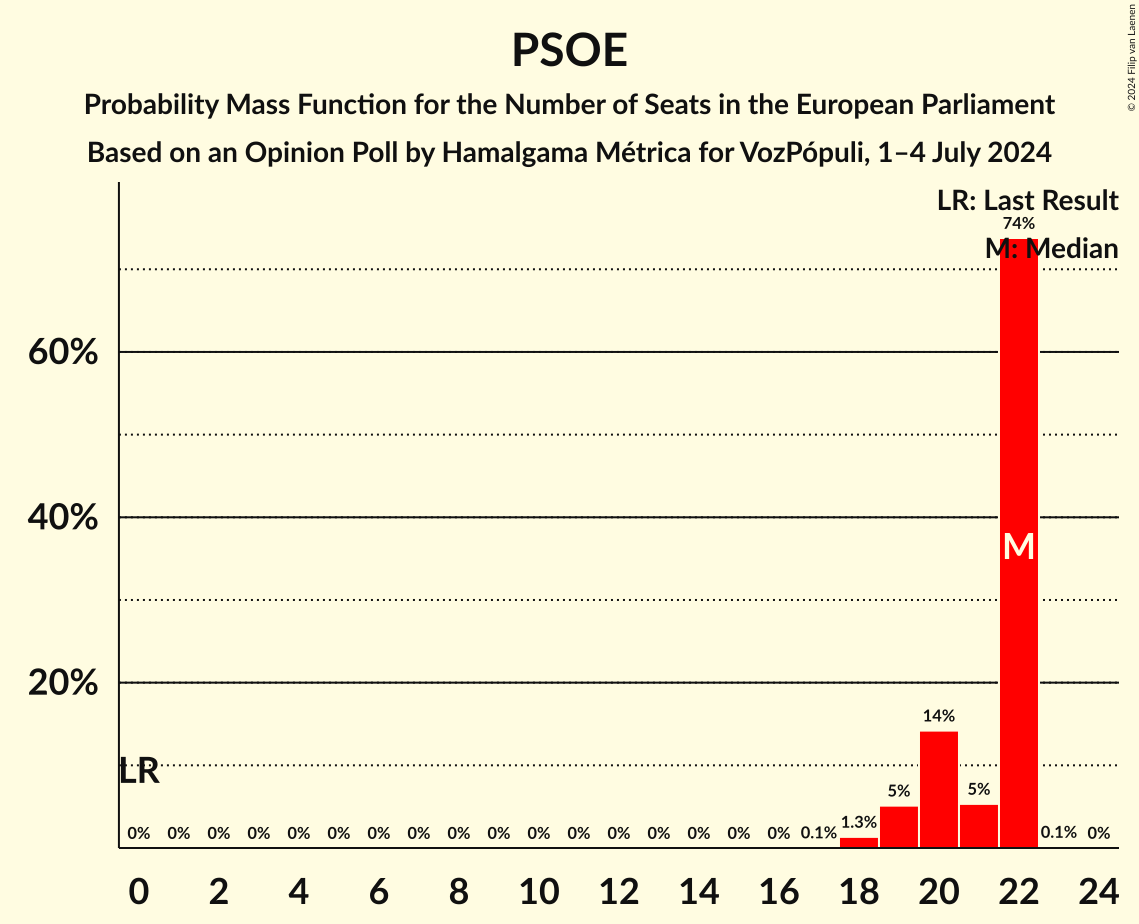 PSOE
Probability Mass Function for the Number of Seats in the European Parliament
Based on an Opinion Poll by Hamalgama Métrica for VozPópuli, 1–4 July 2024
© 2024 Filip van Laenen
LR: Last Result
74%
M: Median
60%
40%
M
20%
14%
LR
5%
5%
1.3%
0% 0% 0% 0% 0% 0% 0% 0% 0% 0% 0% 0% 0% 0% 0% 0% 0% 0.1% 0.1% 0%
0 2 4 6 8 10 12 14 16 18 20 22 24